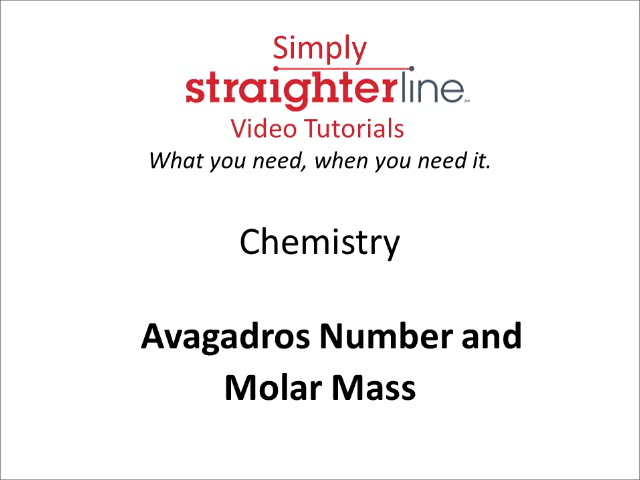 Simply
straighterline
Video Tutorials
What you need, when you need it.
Chemistry
Avagadros Number and
Molar Mass